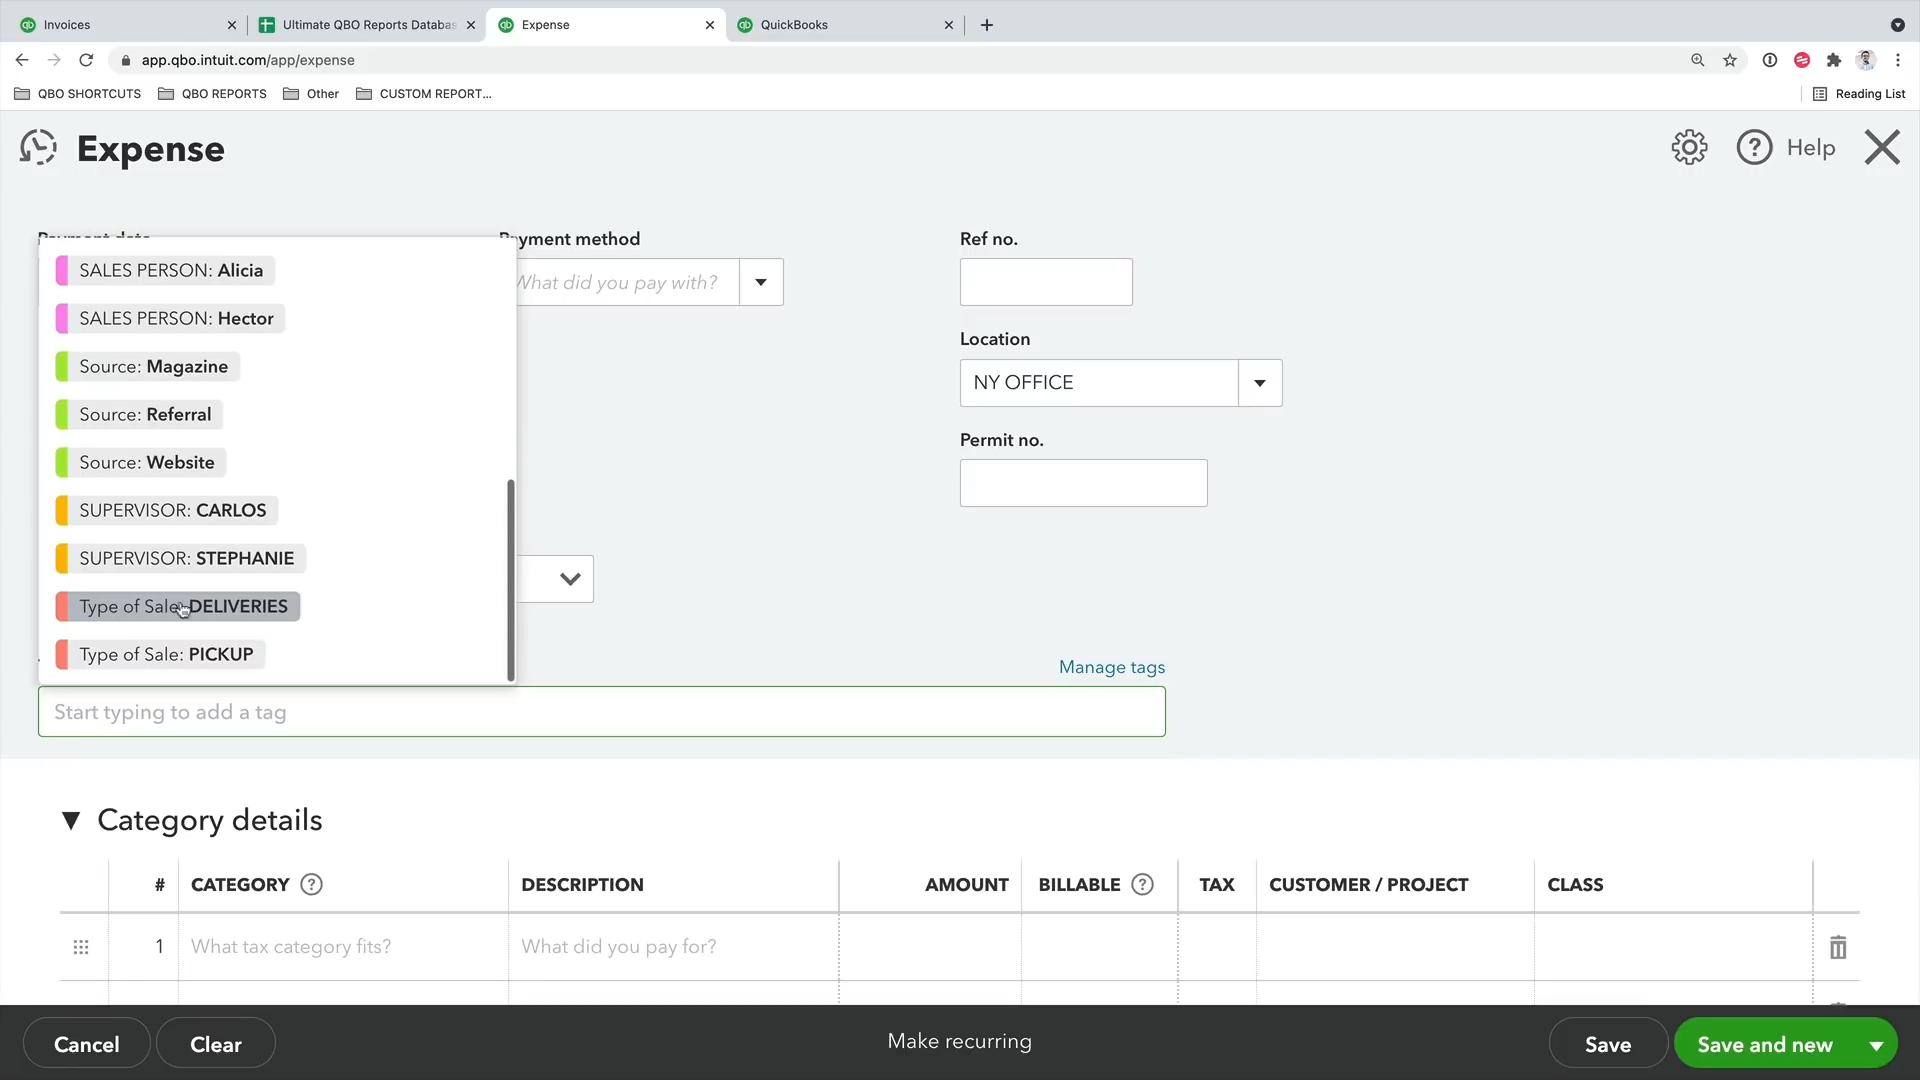 Invoices
Ultimate QBO Reports Databas
Expense
QuickBooks
app.qbo.intuit.com/app/expense
QBO SHORTCUTS
QBO REPORTS
Other
CUSTOM REPORT...
Reading List
Expense
Help
Payment date
Payment method
Ref no.
SALES PERSON: Alicia
What did you pay with?
SALES PERSON: Hector
Location
Source: Magazine
NY OFFICE
Source: Referral
Permit no.
Source: Website
SUPERVISOR: CARLOS
SUPERVISOR: STEPHANIE
Type of Sale: DELIVERIES
Type of Sale: PICKUP
Manage tags
Start typing to add a tag
Category details
# CATEGORY DESCRIPTION AMOUNT BILLABLE TAX CUSTOMER / PROJECT CLASS
1 What tax category fits? What did you pay for?
Cancel
Clear
Make recurring
Save
Save and new